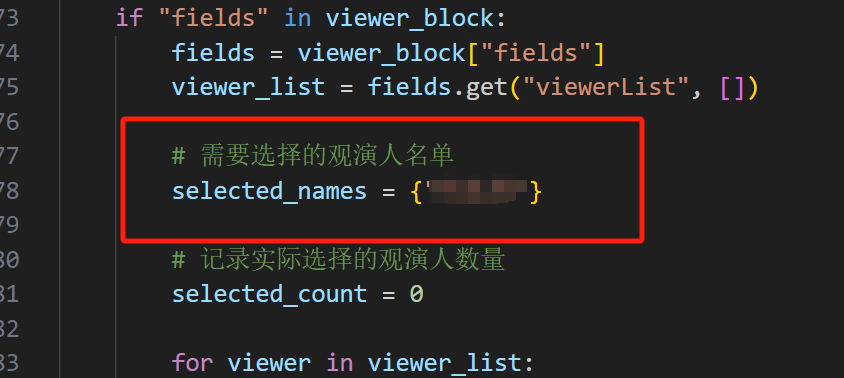 73 if "fields" in viewer_block:
74 fields = viewer_block["fields"]
75 viewer_list = fields.get("viewerList", [])
76
77 # 需要选择的观演人名单
78 selected_names = {' }
79
80 # 记录实际选择的观演人数量
81 selected_count = 0
82
83 for viewer in viewer_list: